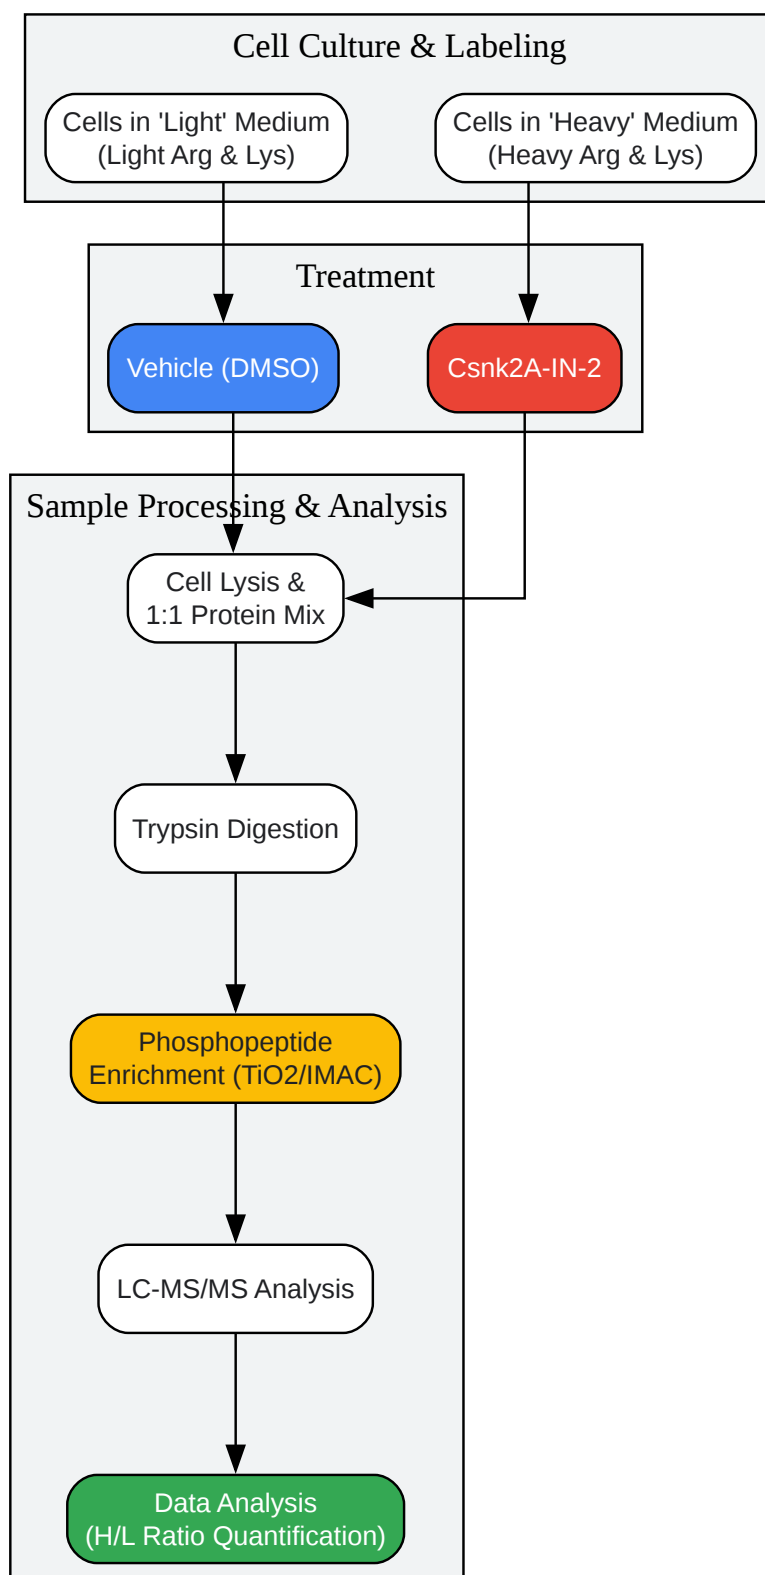 Cell Culture & Labeling
Cells in 'Light' Medium
(Light Arg & Lys)
Cells in 'Heavy' Medium
(Heavy Arg & Lys)
Treatment
Vehicle (DMSO)
Csnk2A-IN-2
Sample Processing & Analysis
Cell Lysis &
1:1 Protein Mix
Trypsin Digestion
Phosphopeptide
Enrichment (TiO2/IMAC)
LC-MS/MS Analysis
Data Analysis
(H/L Ratio Quantification)